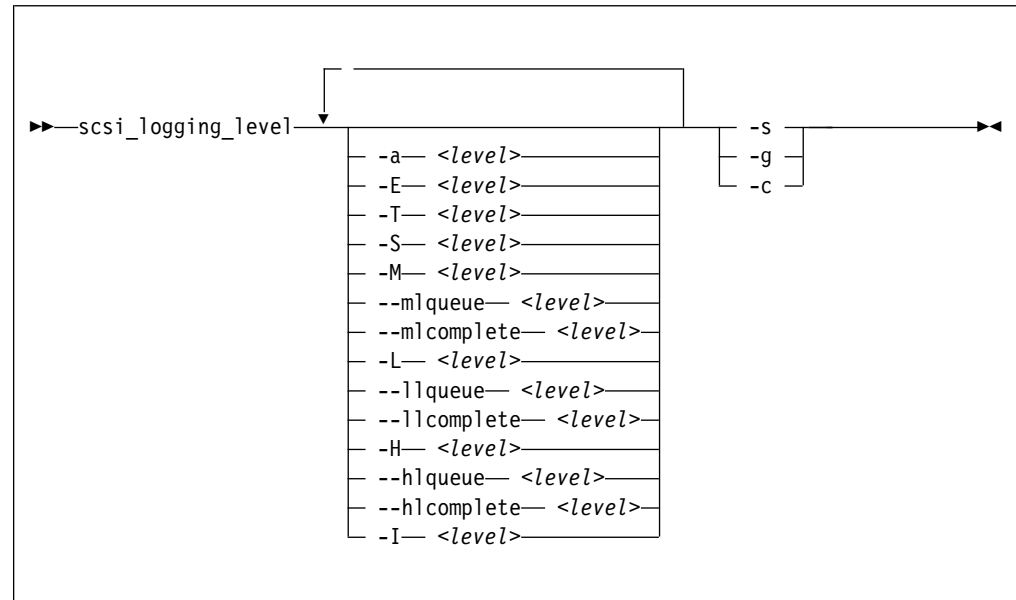 scsi_logging_level -s
-a <level> -g
-E <level> -c
-T <level>
-S <level>
-M <level>
--mlqueue <level>
--mlcomplete <level>
-L <level>
--llqueue <level>
--llcomplete <level>
-H <level>
--hlqueue <level>
--hlcomplete <level>
-I <level>